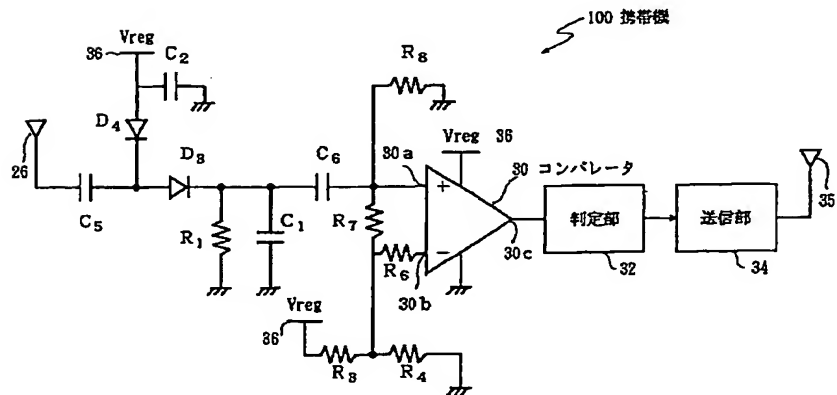 100 携帯機
Vreg
36
C2
R8
D4
Vreg 36
26
D3
C6
30a
30 コンパレータ
35
C5
+
R1
C1
R7
判定部
送信部
R6
−
30c
30b
32
34
Vreg
36
R3
R4